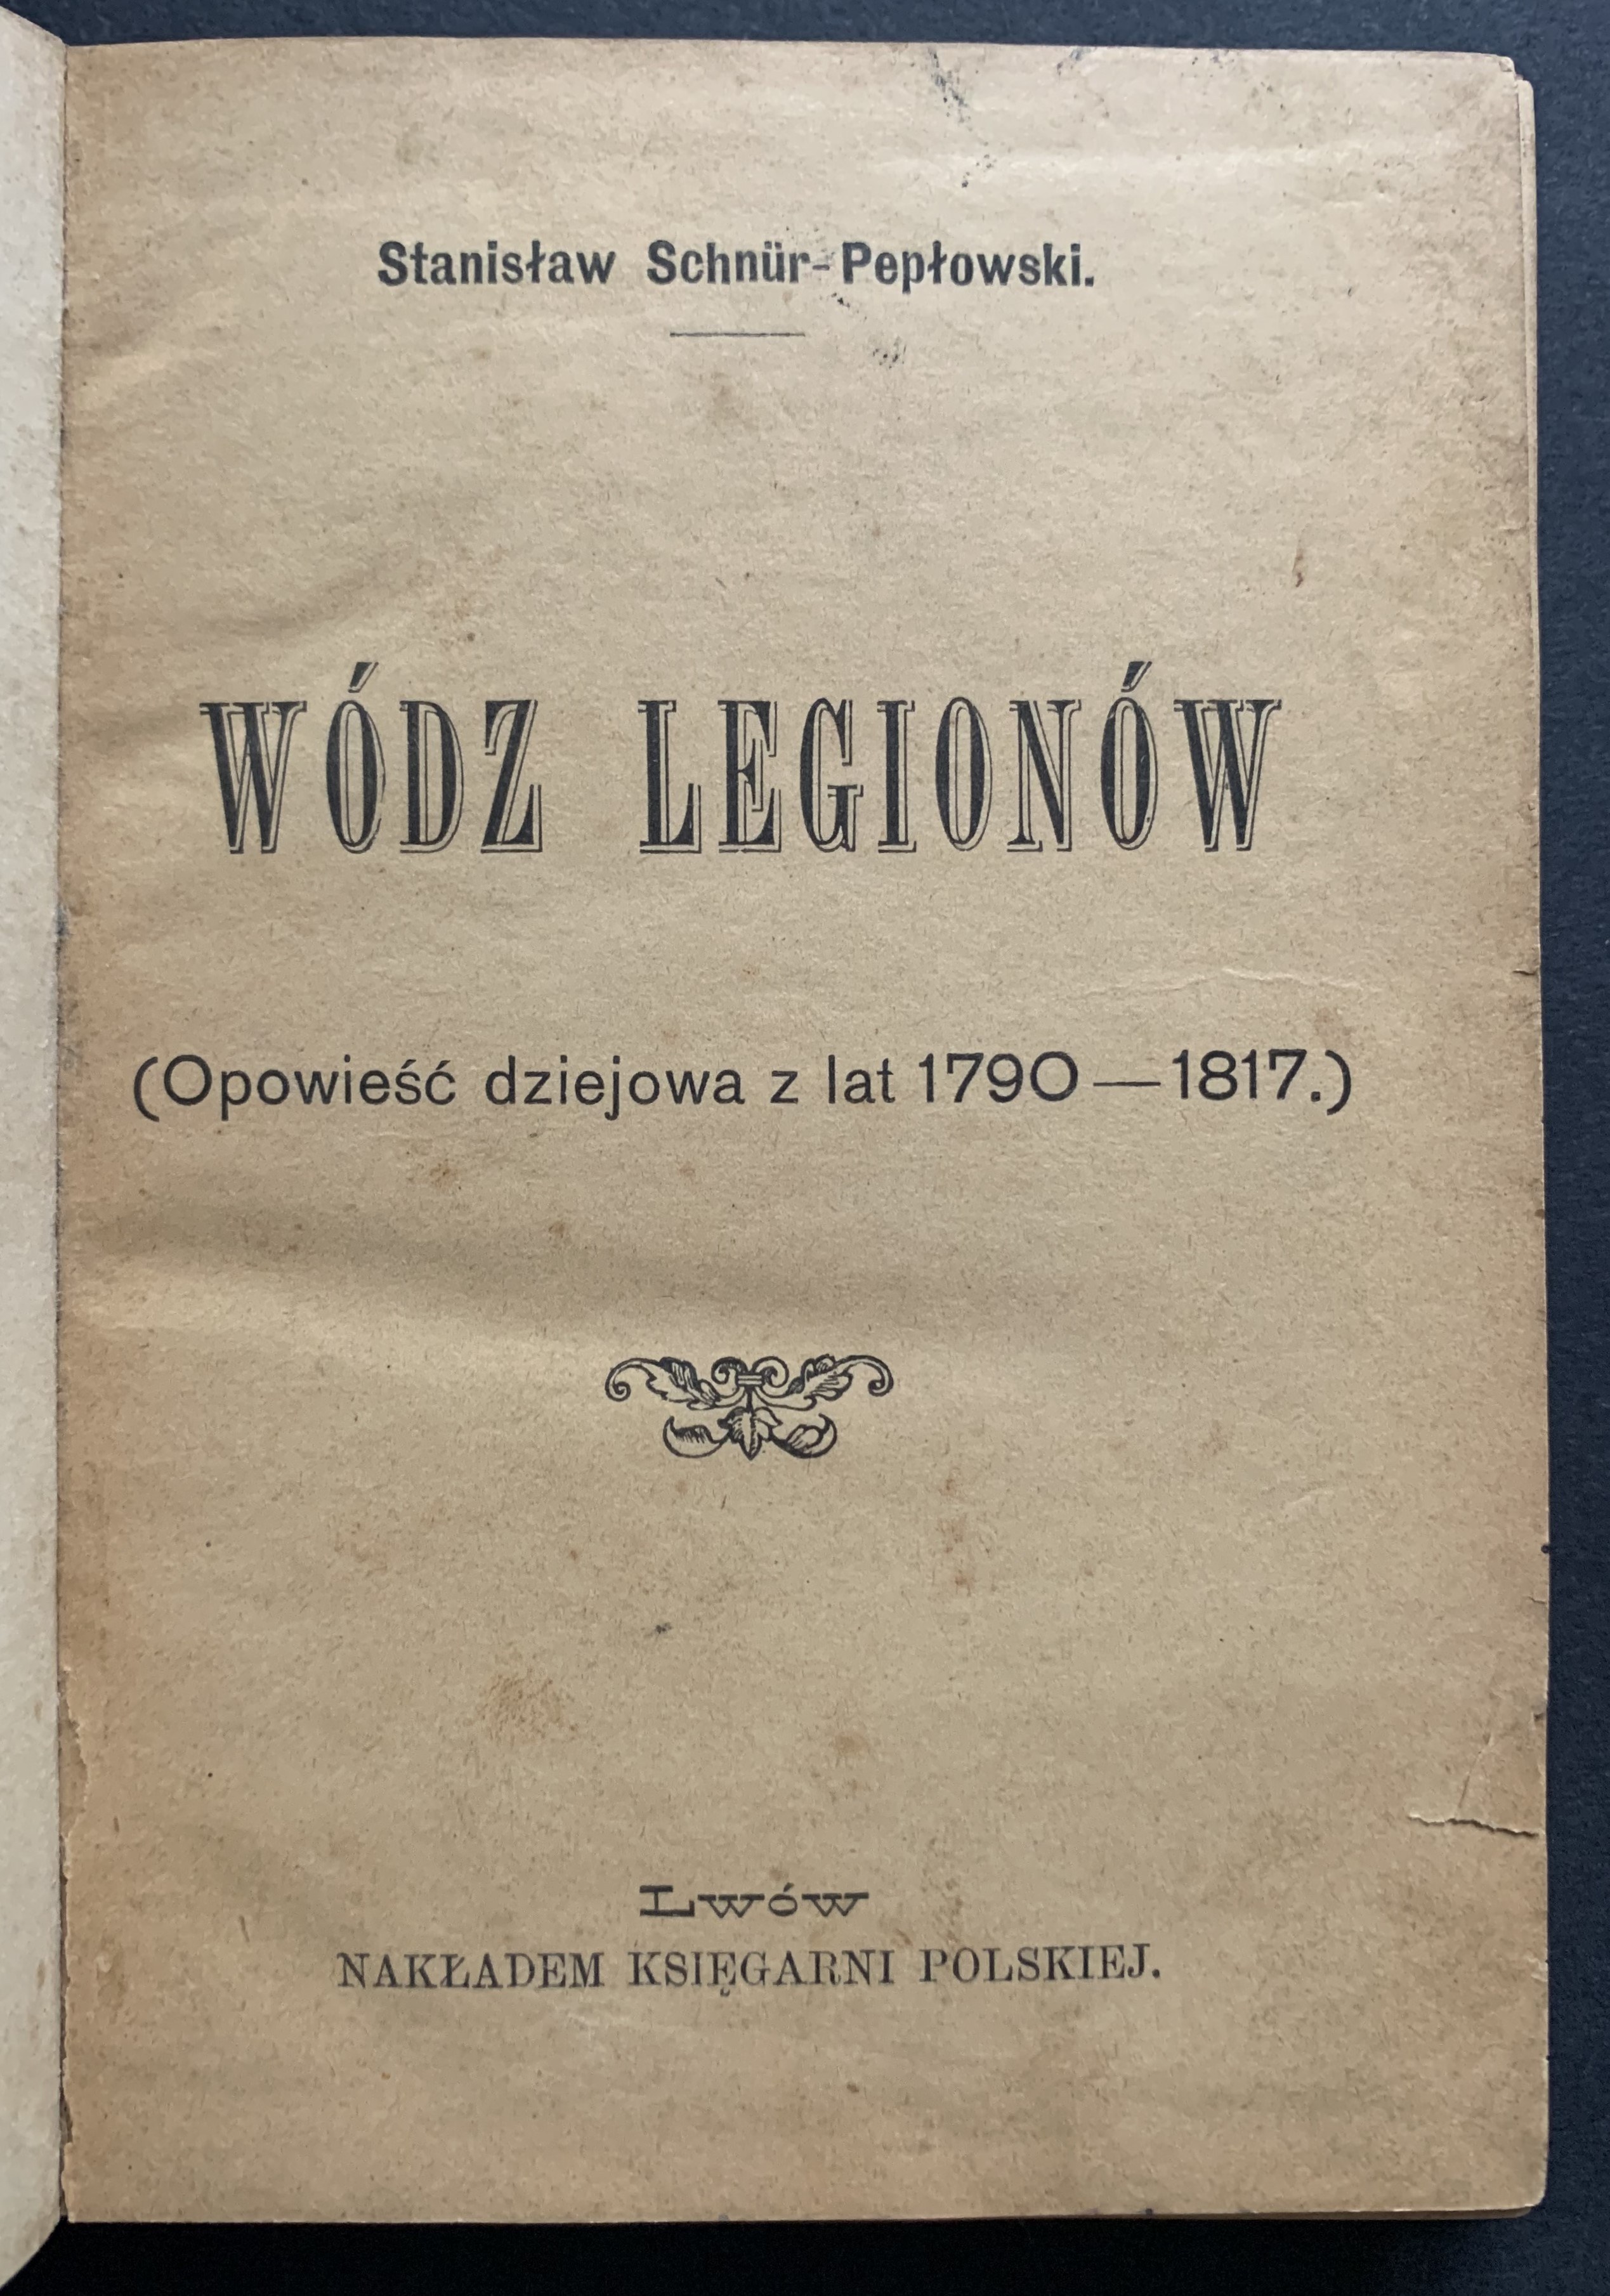 Stanisław Schnür-Pepłowski.
WÓDZ LEGIONÓW
(Opowieść dziejowa z lat 1790—1817.)
Lwów
NAKŁADEM KSIĘGARNI POLSKIEJ.